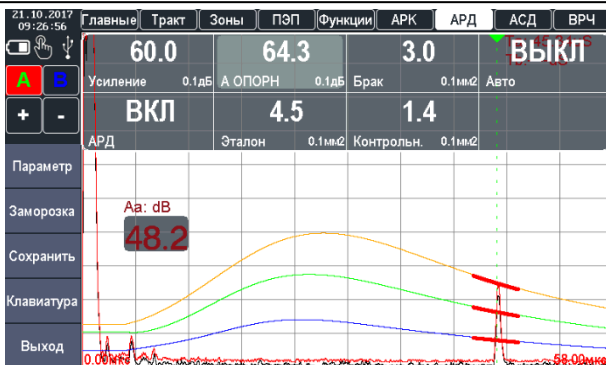 21.10.2017
09:26:56
Главные Тракт Зоны ПЭП Функции АРК АРД АСД ВРЧ
A B
+ -
60.0 64.3 3.0 ВЫКЛ
Усиление 0.1дБ А ОПОРН 0.1дБ Брак 0.1мм2 Авто
ВКЛ 4.5 1.4
АРД Эталон 0.1мм2 Контрольн. 0.1мм2
Параметр
Заморозка
Сохранить
Клавиатура
Выход
Aa: dB
48.2
0.00мкс 58.00мкс